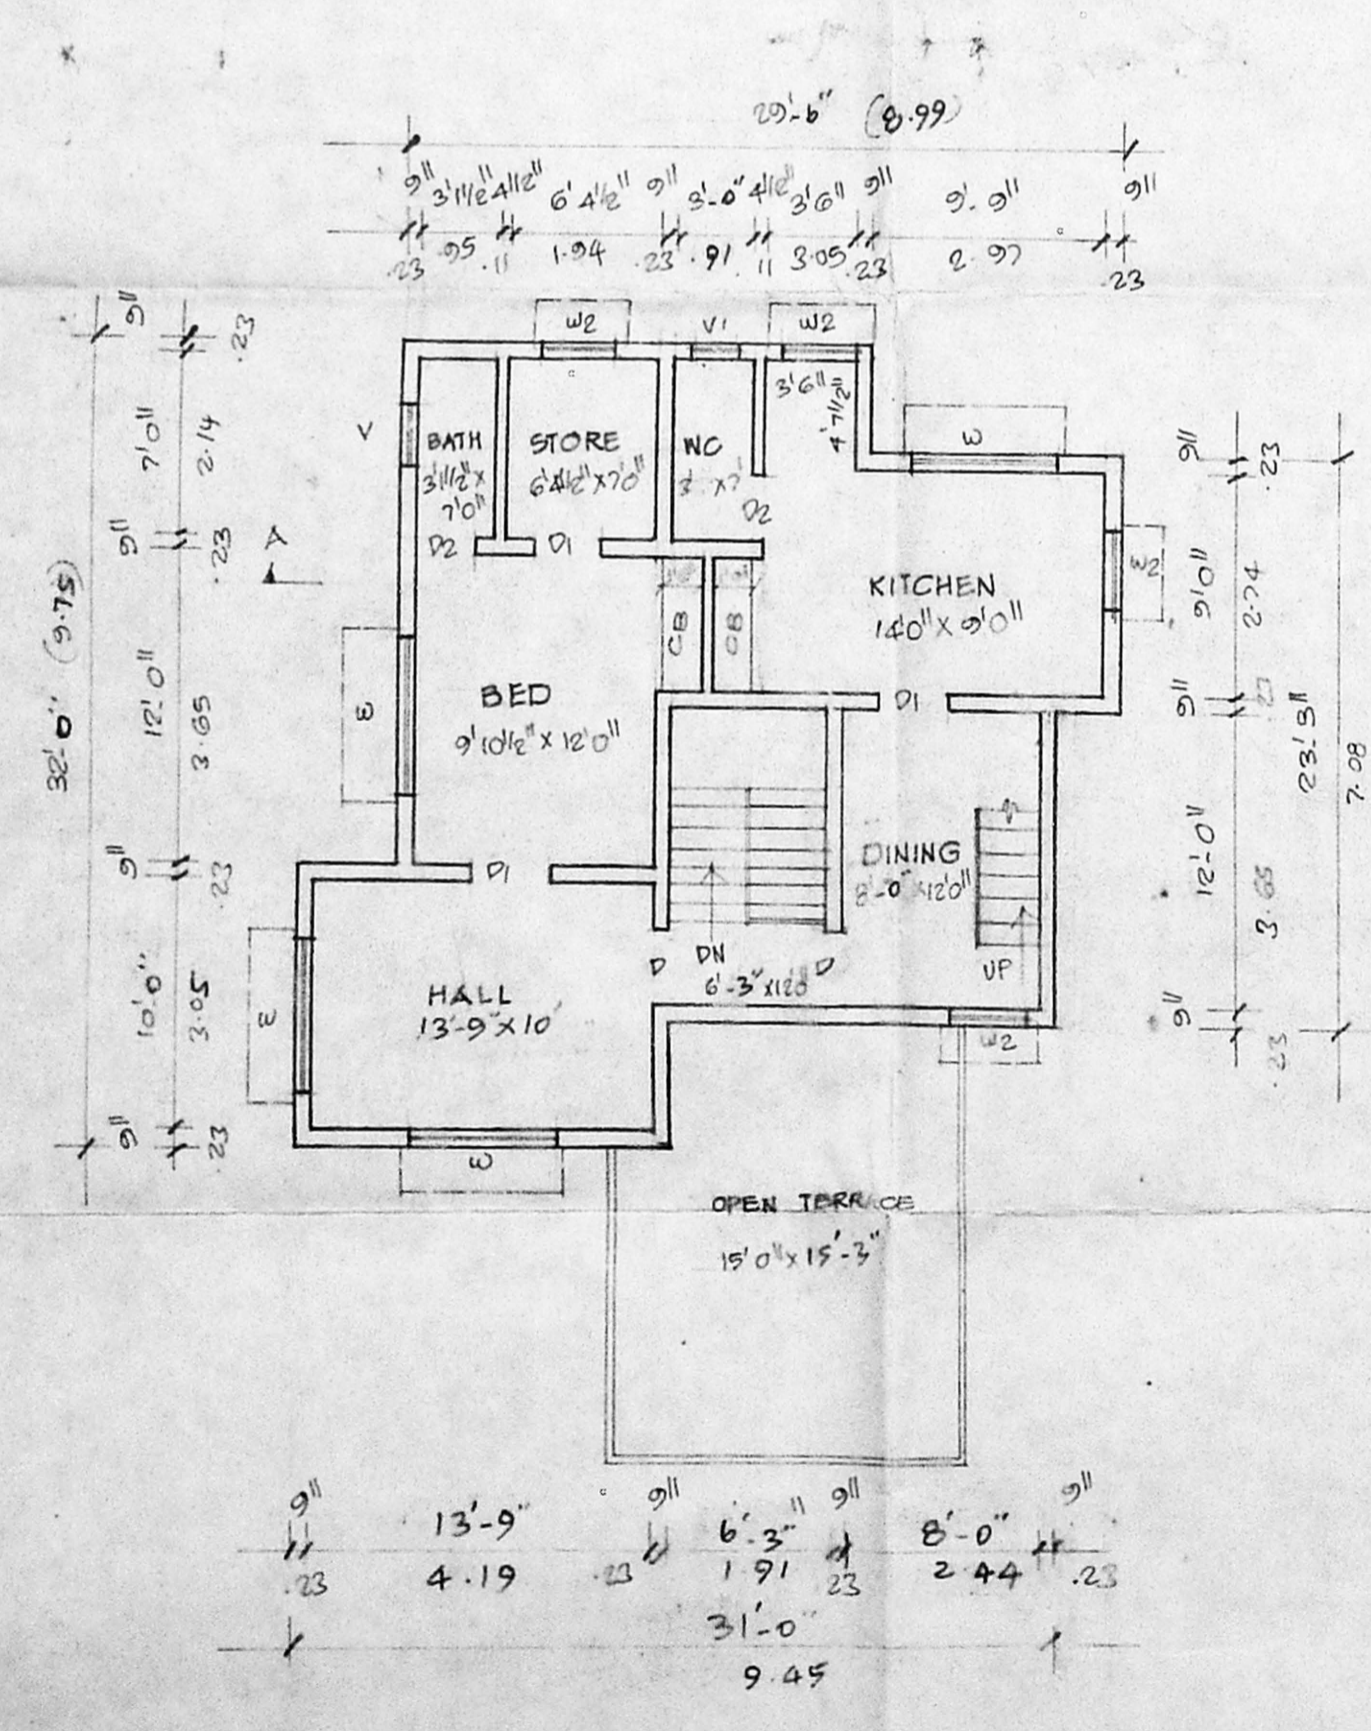 29'-6" (8.99)
9" 3'1½" 4½" 6'4½" 9" 3'-0" 4½" 3'6" 9" 9'-9" 9"
.23 .95 .11 1.94 .23 .91 .11 3.05 .23 2.97 .23
9" .23
W2 V1 W2
7'0" 2.14
V
BATH
3'1½" x
7'0"
STORE
6'4½" x 7'0"
WC
3' x 7'
3'6"
4'7½"
W
9" .23
D2 D1 D2
9" .23
A
W2
KITCHEN
14'0" x 9'0"
9'0" 2.74
CB CB
32'-0" (9.75)
12'0" 3.65
W
BED
9'10½" x 12'0"
D1
9"
23'-3"
7.08
DINING
8'-0" x 12'0"
12'-0" 3.65
9" .23
D1
D DN D
6'-3" x 12'0
UP
10'-0" 3.05
W
HALL
13'-9" x 10'
9" .23
W2
9" .23
W
OPEN TERRACE
15'0" x 15'-3"
9" 13'-9" 9" 6'-3" 9" 8'-0" 9"
.23 4.19 .23 1.91 23 2.44 .23
31'-0"
9.45